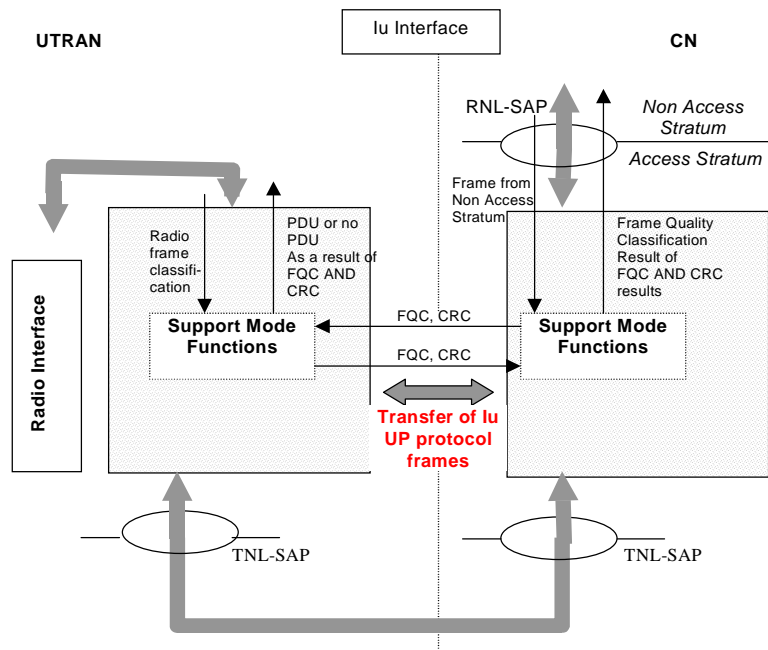 Iu Interface
UTRAN
CN
RNL-SAP
Non Access
Stratum
Access Stratum
Frame from
Non Access
Stratum
Radio
frame
classifi-
cation
PDU or no
PDU
As a result of
FQC AND
CRC
Frame Quality
Classification
Result of
FQC AND CRC
results
Radio Interface
Support Mode
Functions
FQC, CRC
FQC, CRC
Support Mode
Functions
Transfer of Iu
UP protocol
frames
TNL-SAP
TNL-SAP